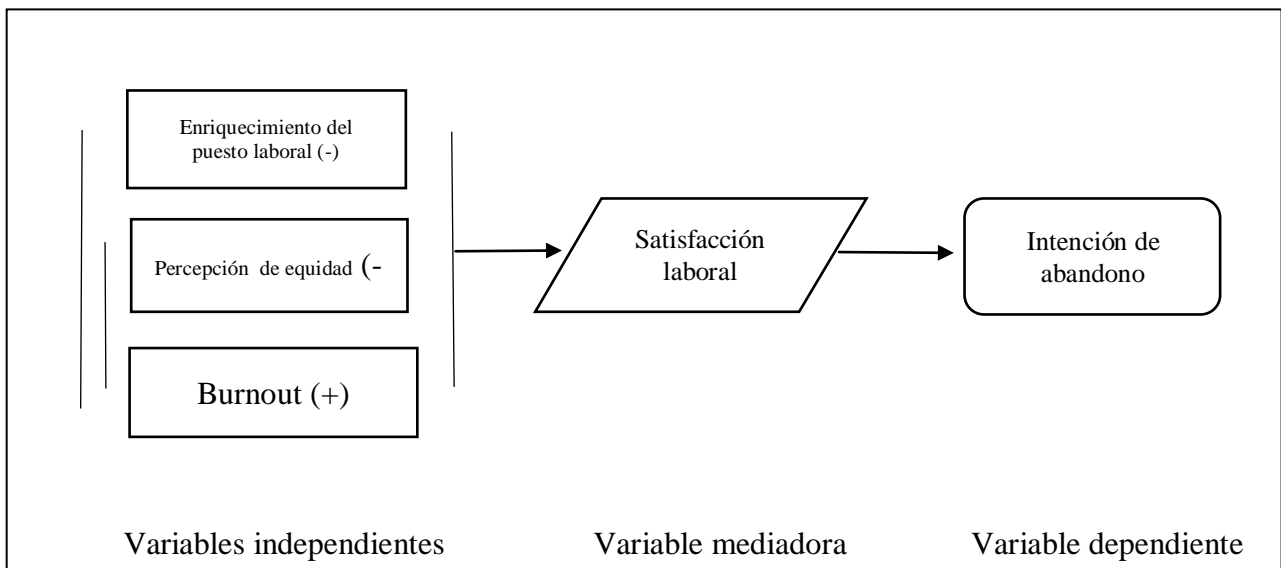 Enriquecimiento del
puesto laboral (-)
Percepción de equidad (-
Burnout (+)
Satisfacción
laboral
Intención de
abandono
Variables independientes
Variable mediadora
Variable dependiente